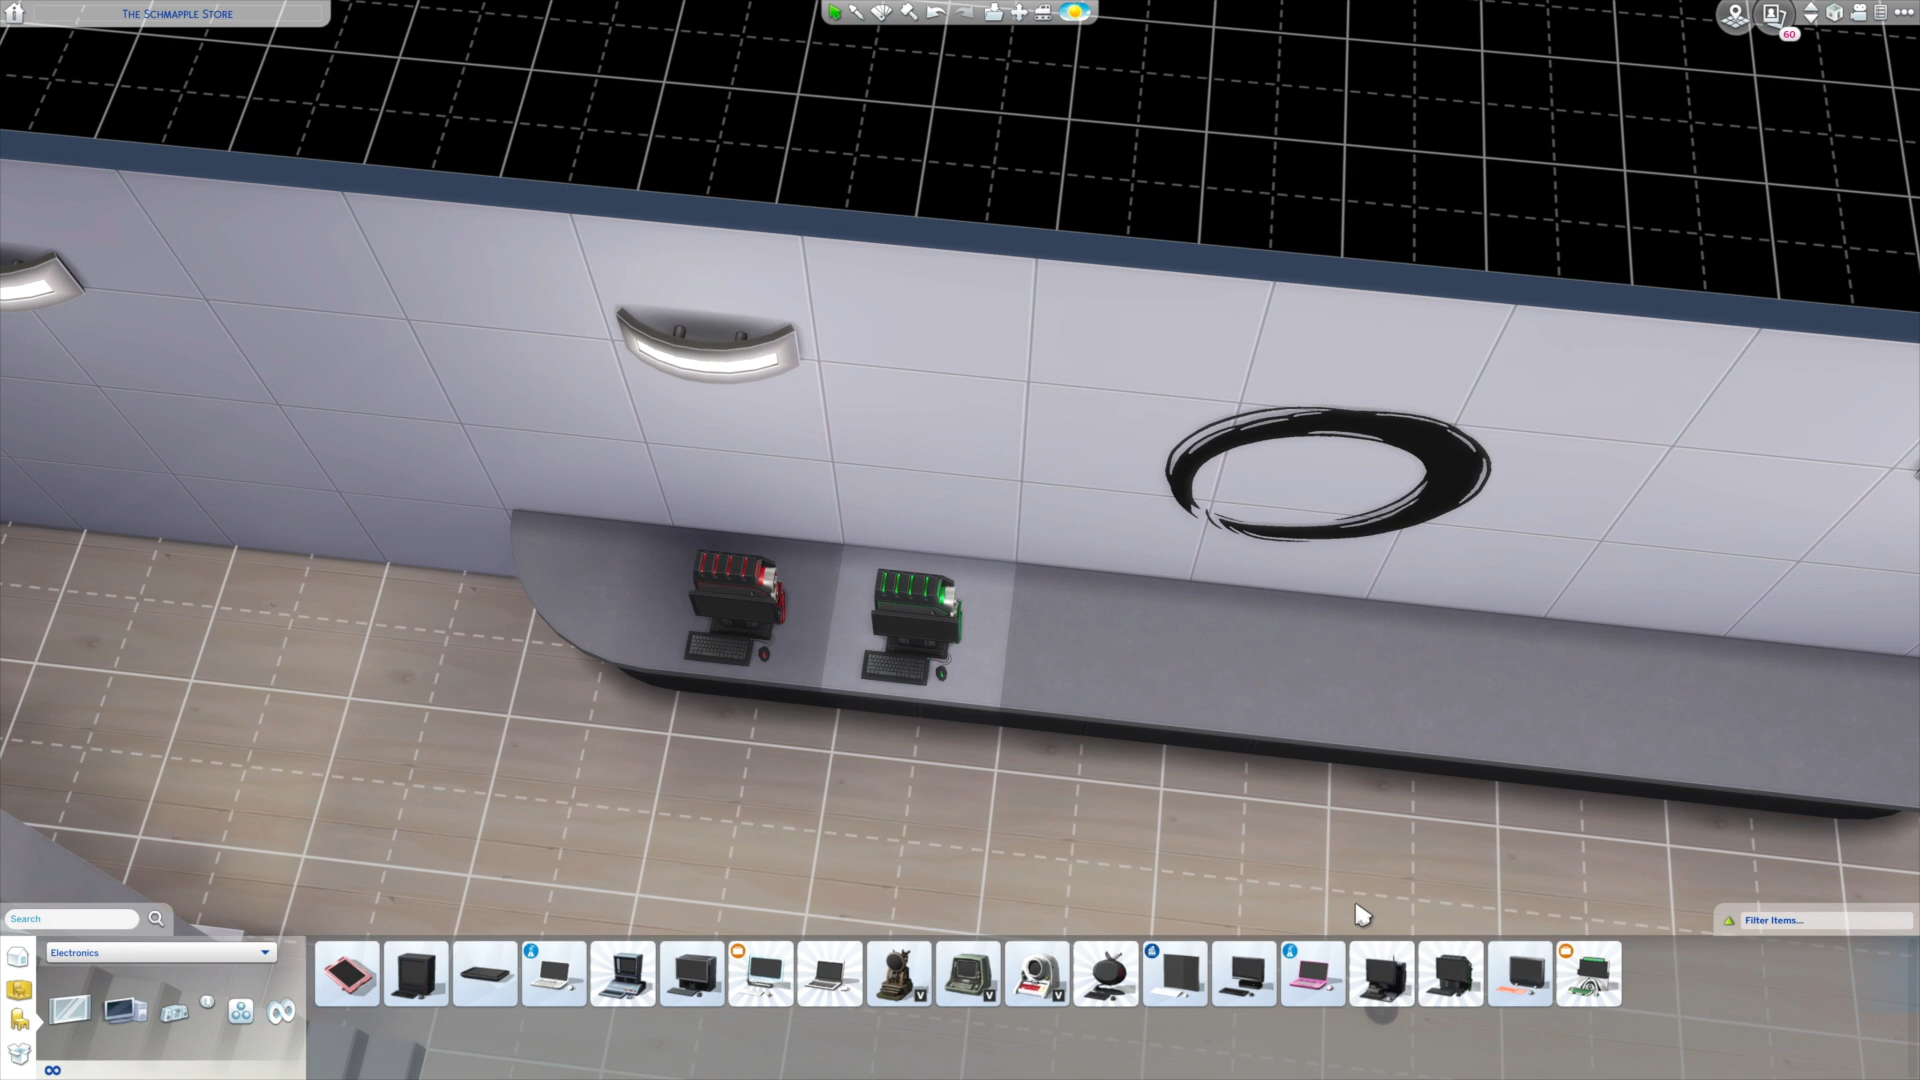 The Schmapple Store
60
Search
Filter Items...
Electronics
V
V
V